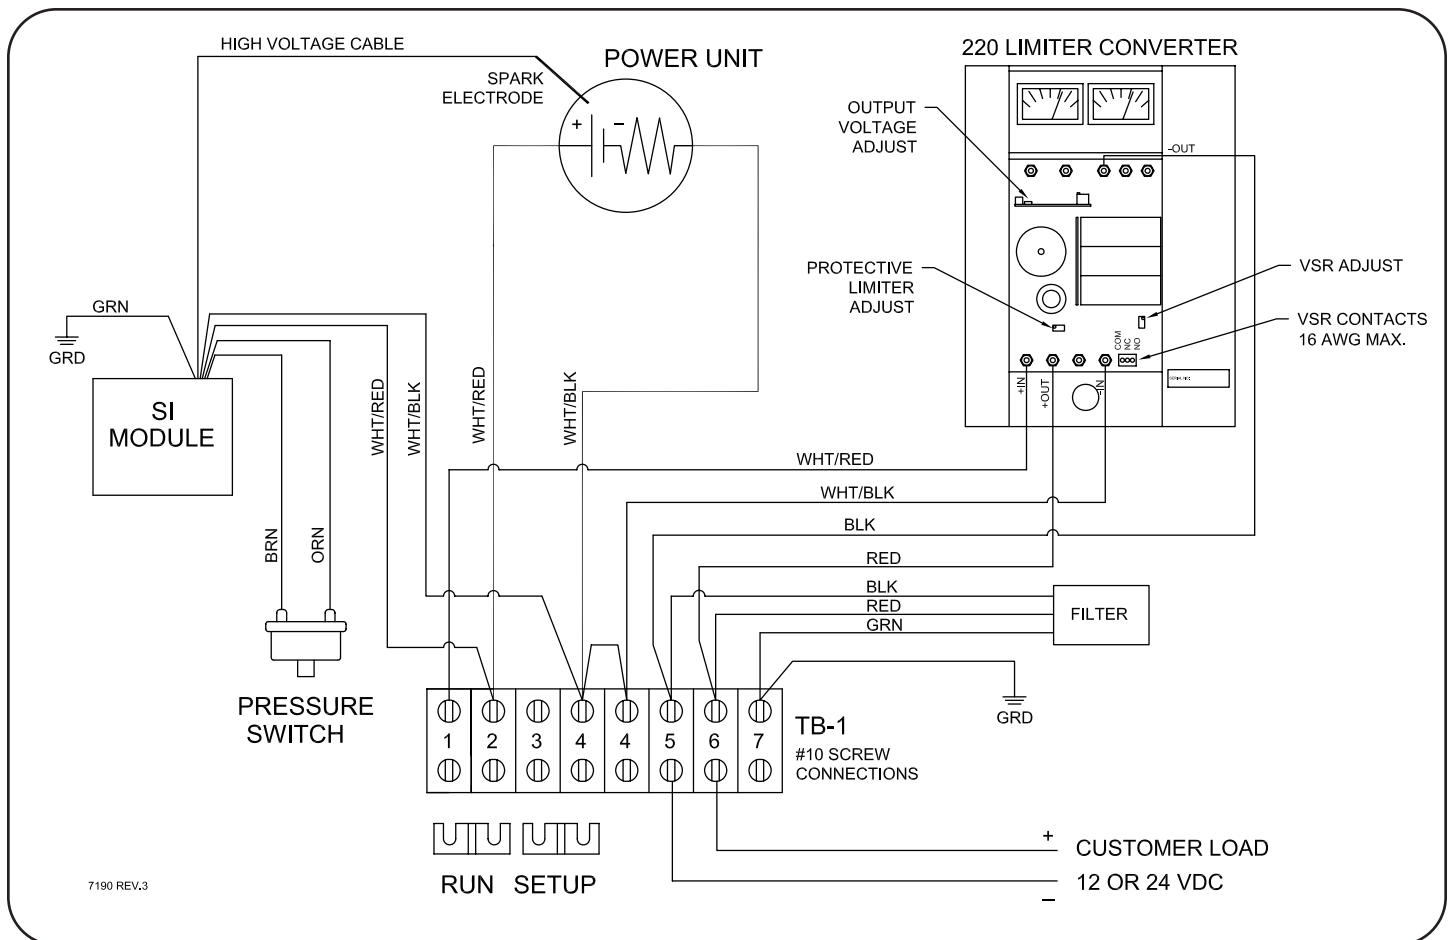 HIGH VOLTAGE CABLE
SPARK
ELECTRODE
POWER UNIT
+
−
220 LIMITER CONVERTER
OUTPUT
VOLTAGE
ADJUST
-OUT
PROTECTIVE
LIMITER
ADJUST
VSR ADJUST
VSR CONTACTS
16 AWG MAX.
COM
NC
NO
+IN
+OUT
-IN
GRN
GRD
SI
MODULE
WHT/RED
WHT/BLK
WHT/RED
WHT/BLK
BRN
ORN
PRESSURE
SWITCH
WHT/RED
WHT/BLK
BLK
RED
BLK
RED
GRN
FILTER
GRD
1
2
3
4
4
5
6
7
TB-1
#10 SCREW
CONNECTIONS
RUN
SETUP
+
CUSTOMER LOAD
12 OR 24 VDC
−
7190 REV.3